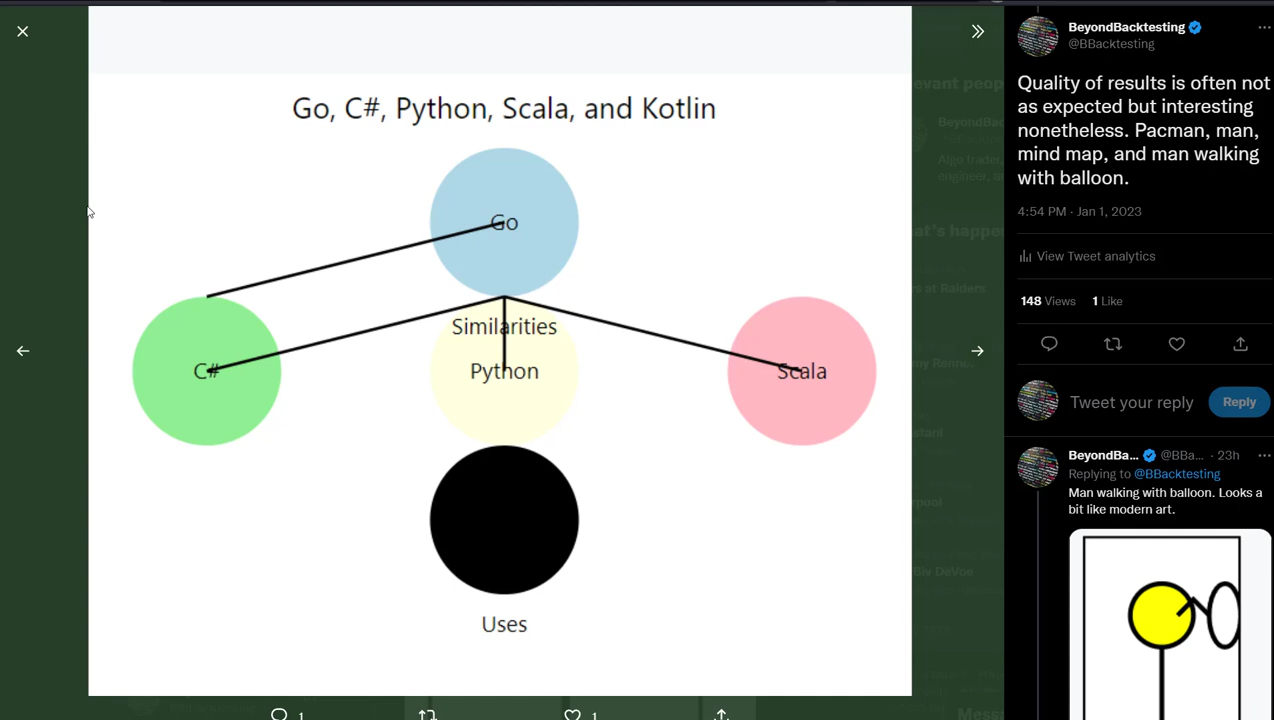 Go, C#, Python, Scala, and Kotlin
Go
Similarities
C#
Python
Scala
Uses
1
1
BeyondBacktesting
@BBacktesting
Quality of results is often not
as expected but interesting
nonetheless. Pacman, man,
mind map, and man walking
with balloon.
4:54 PM · Jan 1, 2023
View Tweet analytics
148 Views 1 Like
Tweet your reply
Reply
BeyondBa... @BBa... · 23h
Replying to @BBacktesting
Man walking with balloon. Looks a
bit like modern art.